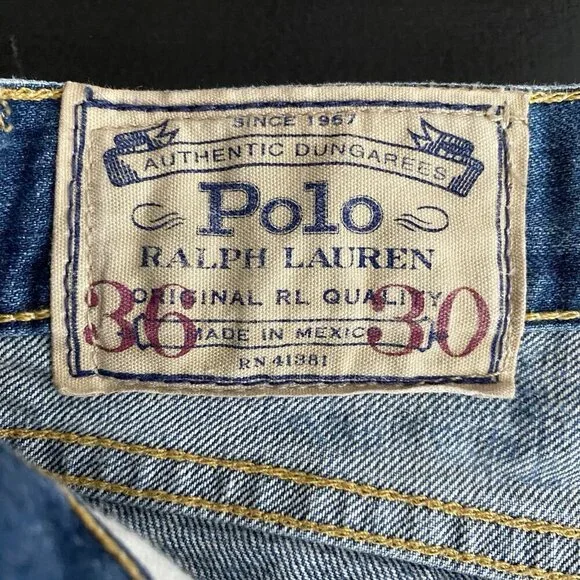 SINCE 1967
AUTHENTIC DUNGAREES
Polo
RALPH LAUREN
ORIGINAL RL QUALITY
36 30
MADE IN MEXICO
RN 41381